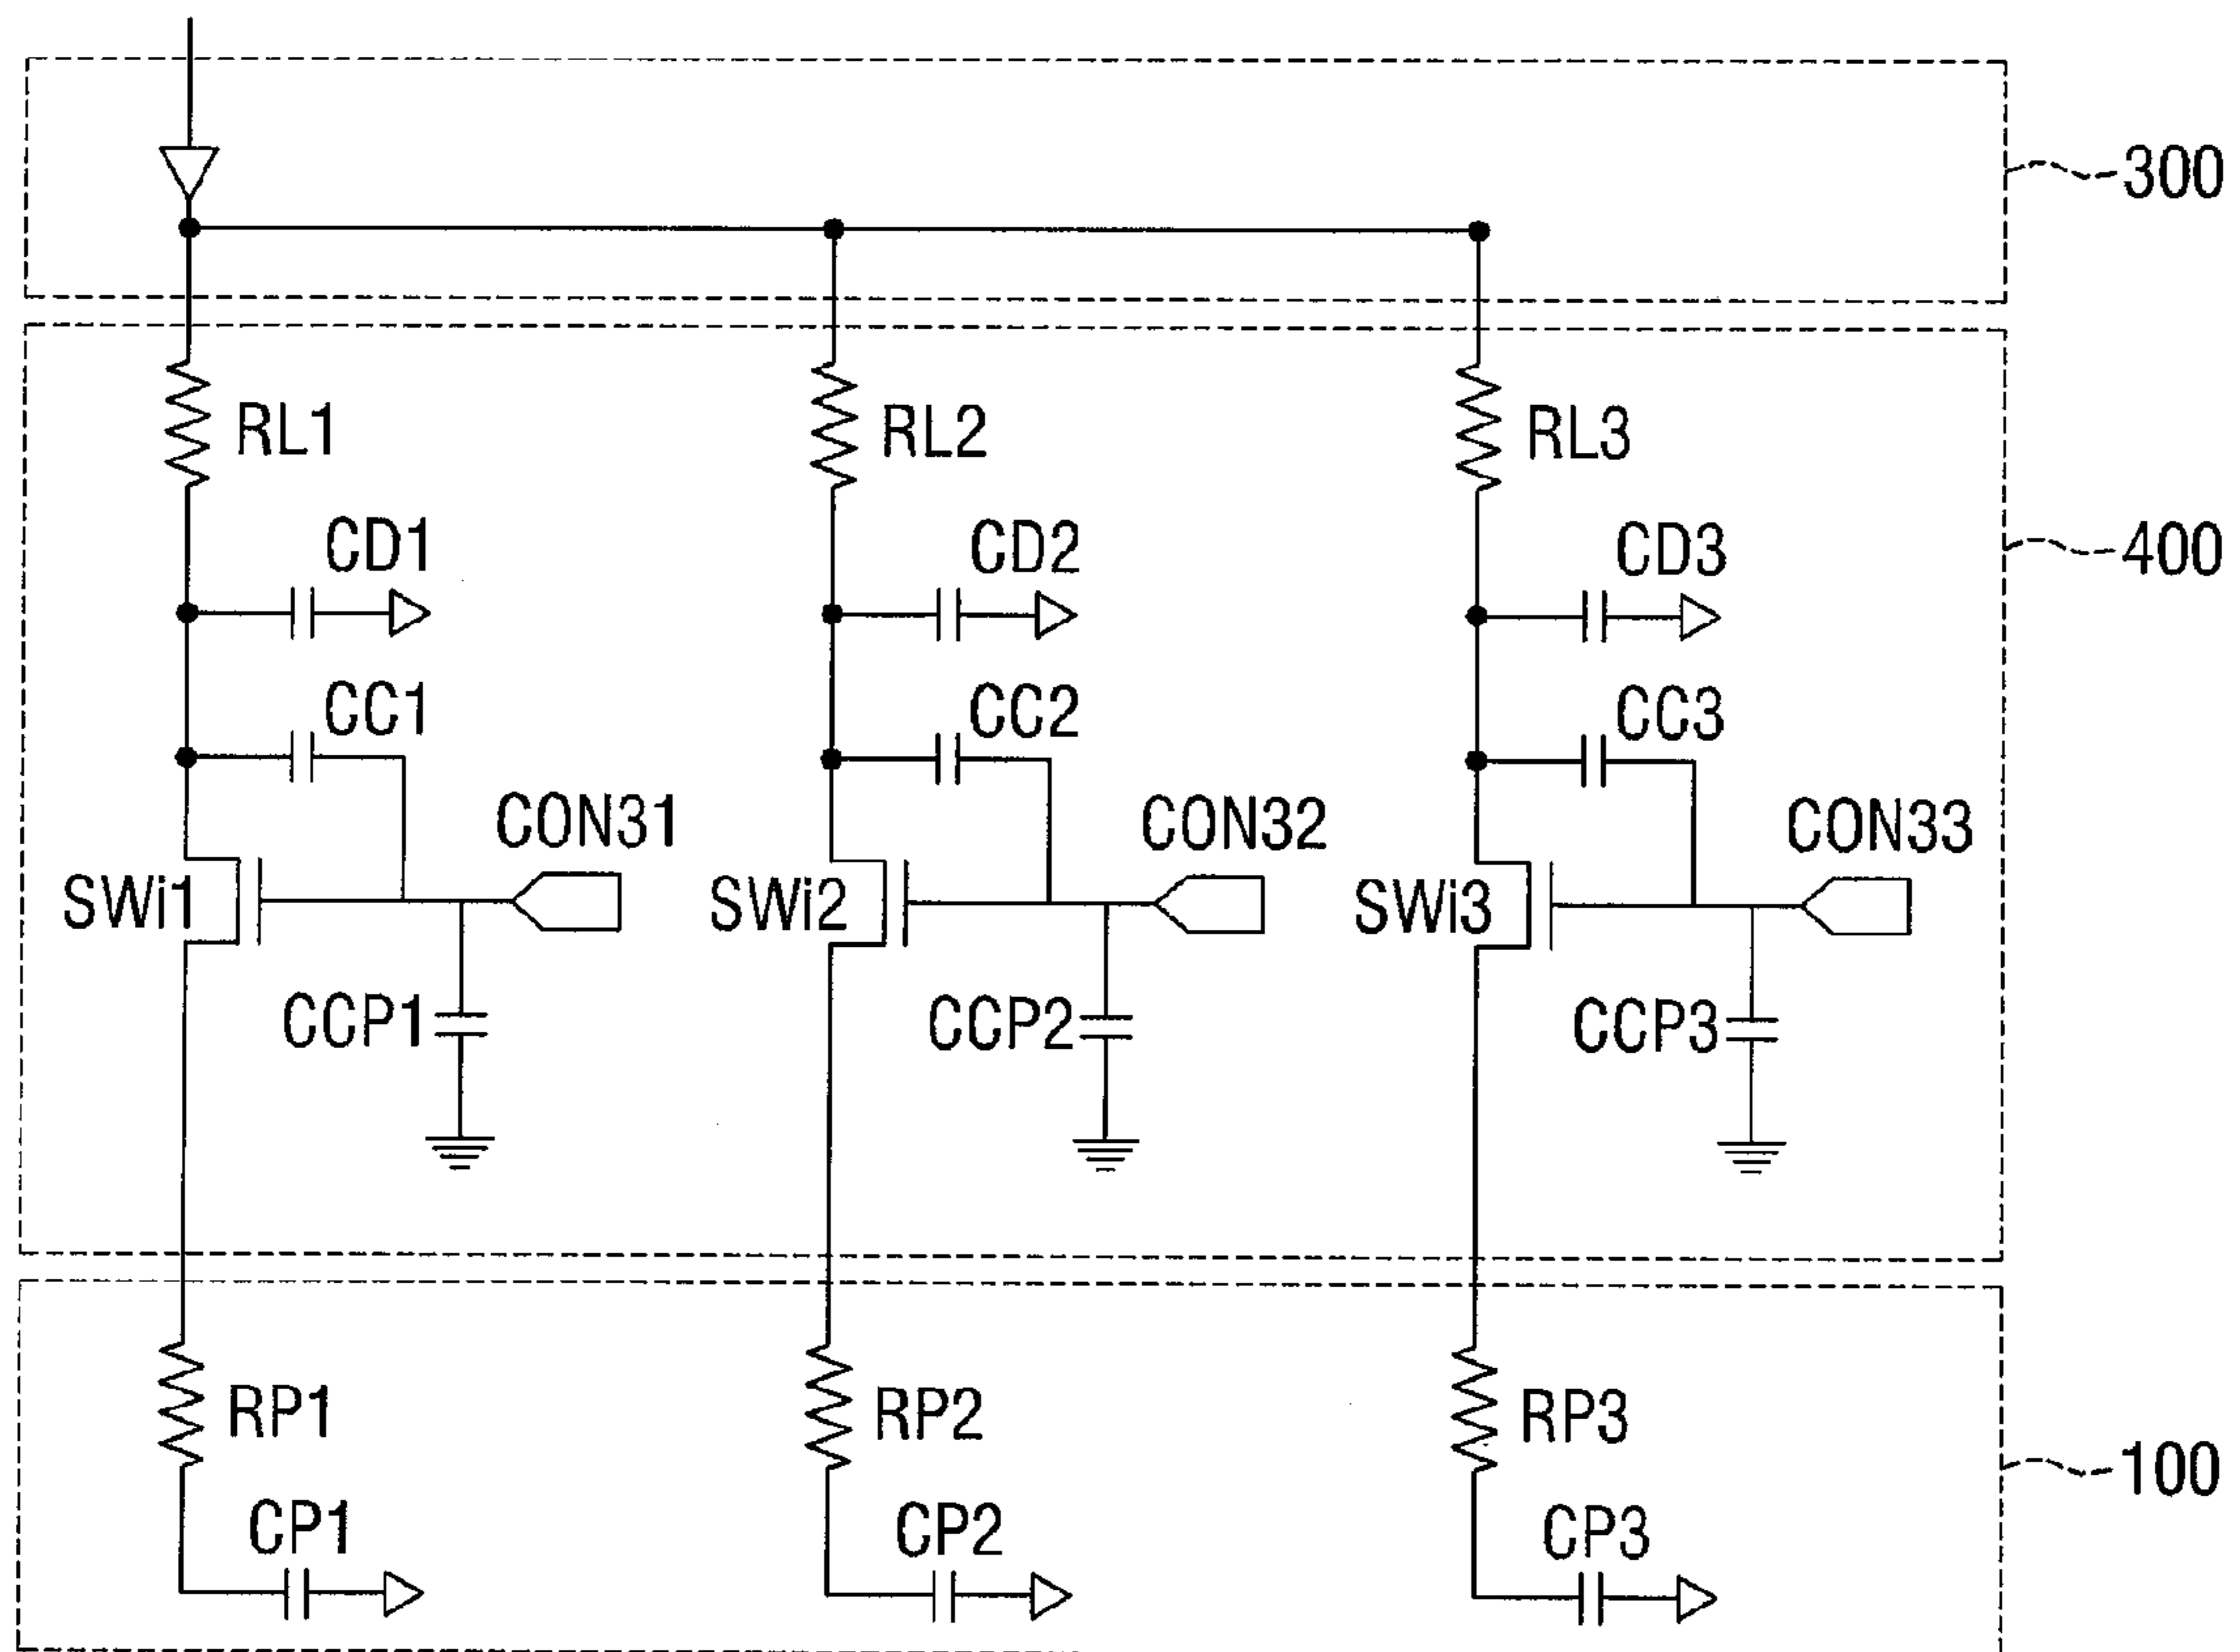 300
RL1
RL2
RL3
400
CD1
CD2
CD3
CC1
CC2
CC3
CON31
CON32
CON33
SWi1
SWi2
SWi3
CCP1
CCP2
CCP3
RP1
RP2
RP3
100
CP1
CP2
CP3